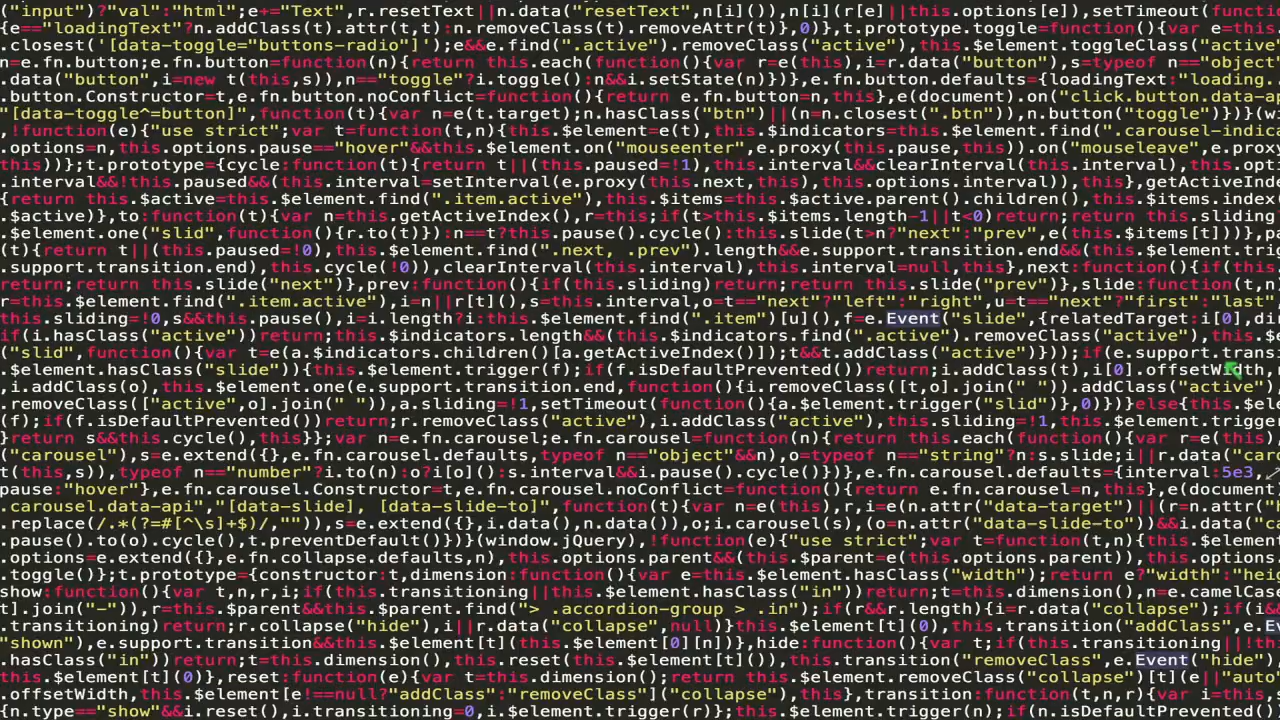 ("input")?"val":"html";e+="Text",r.resetText||n.data("resetText",n[i]()),n[i](r[e]||this.options[e]),setTimeout(functi
{e=="loadingText"?n.addClass(t).attr(t,t):n.removeClass(t).removeAttr(t)},0)},t.prototype.toggle=function(){var e=this
.closest('[data-toggle="buttons-radio"]');e&&e.find(".active").removeClass("active"),this.$element.toggleClass("active
n=e.fn.button;e.fn.button=function(n){return this.each(function(){var r=e(this),i=r.data("button"),s=typeof n=="object"
.data("button",i=new t(this,s)),n=="toggle"?i.toggle():n&&i.setState(n)})},e.fn.button.defaults={loadingText:"loading.
.button.Constructor=t,e.fn.button.noConflict=function(){return e.fn.button=n,this},e(document).on("click.button.data-ap
"[data-toggle^=button]",function(t){var n=e(t.target);n.hasClass("btn")||(n=n.closest(".btn")),n.button("toggle")})}(wi
,!function(e){"use strict";var t=function(t,n){this.$element=e(t),this.$indicators=this.$element.find(".carousel-indic
.options=n,this.options.pause=="hover"&&this.$element.on("mouseenter",e.proxy(this.pause,this)).on("mouseleave",e.proxy
this))};t.prototype={cycle:function(t){return t||(this.paused=!1),this.interval&&clearInterval(this.interval),this.opt
.interval&&!this.paused&&(this.interval=setInterval(e.proxy(this.next,this),this.options.interval)),this},getActiveInde
{return this.$active=this.$element.find(".item.active"),this.$items=this.$active.parent().children(),this.$items.index(
.$active)},to:function(t){var n=this.getActiveIndex(),r=this;if(t>this.$items.length-1||t<0)return;return this.sliding
.$element.one("slid",function(){r.to(t)}):n==t?this.pause().cycle():this.slide(t>n?"next":"prev",e(this.$items[t]))},pa
(t){return t||(this.paused=!0),this.$element.find(".next, .prev").length&&e.support.transition.end&&(this.$element.trig
.support.transition.end),this.cycle(!0)),clearInterval(this.interval),this.interval=null,this},next:function(){if(this
return;return this.slide("next")},prev:function(){if(this.sliding)return;return this.slide("prev")},slide:function(t,n)
r=this.$element.find(".item.active"),i=n||r[t](),s=this.interval,o=t=="next"?"left":"right",u=t=="next"?"first":"last"
this.sliding=!0,s&&this.pause(),i=i.length?i:this.$element.find(".item")[u](),f=e.Event("slide",{relatedTarget:i[0],di
if(i.hasClass("active"))return;this.$indicators.length&&(this.$indicators.find(".active").removeClass("active"),this.$e
("slid",function(){var t=e(a.$indicators.children()[a.getActiveIndex()]);t&&t.addClass("active")}));if(e.support.trans
.$element.hasClass("slide")){this.$element.trigger(f);if(f.isDefaultPrevented())return;i.addClass(t),i[0].offsetWidth,r
,i.addClass(o),this.$element.one(e.support.transition.end,function(){i.removeClass([t,o].join(" ")).addClass("active")
.removeClass(["active",o].join(" ")),a.sliding=!1,setTimeout(function(){a.$element.trigger("slid")},0)})}else{this.$ele
(f);if(f.isDefaultPrevented())return;r.removeClass("active"),i.addClass("active"),this.sliding=!1,this.$element.trigger
}return s&&this.cycle(),this}};var n=e.fn.carousel;e.fn.carousel=function(n){return this.each(function(){var r=e(this)
("carousel"),s=e.extend({},e.fn.carousel.defaults,typeof n=="object"&&n),o=typeof n=="string"?n:s.slide;i||r.data("caro
t(this,s)),typeof n=="number"?i.to(n):o?i[o]():s.interval&&i.pause().cycle()})},e.fn.carousel.defaults={interval:5e3,
pause:"hover"},e.fn.carousel.Constructor=t,e.fn.carousel.noConflict=function(){return e.fn.carousel=n,this},e(document
.carousel.data-api","[data-slide], [data-slide-to]",function(t){var n=e(this),r,i=e(n.attr("data-target")||(r=n.attr("h
.replace(/.*(?=#[^\s]+$)/,"")),s=e.extend({},i.data(),n.data()),o;i.carousel(s),(o=n.attr("data-slide-to"))&&i.data("ca
.pause().to(o).cycle(),t.preventDefault()})}(window.jQuery),!function(e){"use strict";var t=function(t,n){this.$element
.options=e.extend({},e.fn.collapse.defaults,n),this.options.parent&&(this.$parent=e(this.options.parent)),this.options
.toggle()};t.prototype={constructor:t,dimension:function(){var e=this.$element.hasClass("width");return e?"width":"heig
show:function(){var t,n,r,i;if(this.transitioning||this.$element.hasClass("in"))return;t=this.dimension(),n=e.camelCase
t].join("-")),r=this.$parent&&this.$parent.find("> .accordion-group > .in");if(r&&r.length){i=r.data("collapse");if(i&&
.transitioning)return;r.collapse("hide"),i||r.data("collapse",null)}this.$element[t](0),this.transition("addClass",e.Ev
"shown"),e.support.transition&&this.$element[t](this.$element[0][n])},hide:function(){var t;if(this.transitioning||!th
.hasClass("in"))return;t=this.dimension(),this.reset(this.$element[t]()),this.transition("removeClass",e.Event("hide")
this.$element[t](0)},reset:function(e){var t=this.dimension();return this.$element.removeClass("collapse")[t](e||"auto"
.offsetWidth,this.$element[e!==null?"addClass":"removeClass"]("collapse"),this},transition:function(t,n,r){var i=this,s
{n.type=="show"&&i.reset(),i.transitioning=0,i.$element.trigger(r)};this.$element.trigger(n);if(n.isDefaultPrevented()